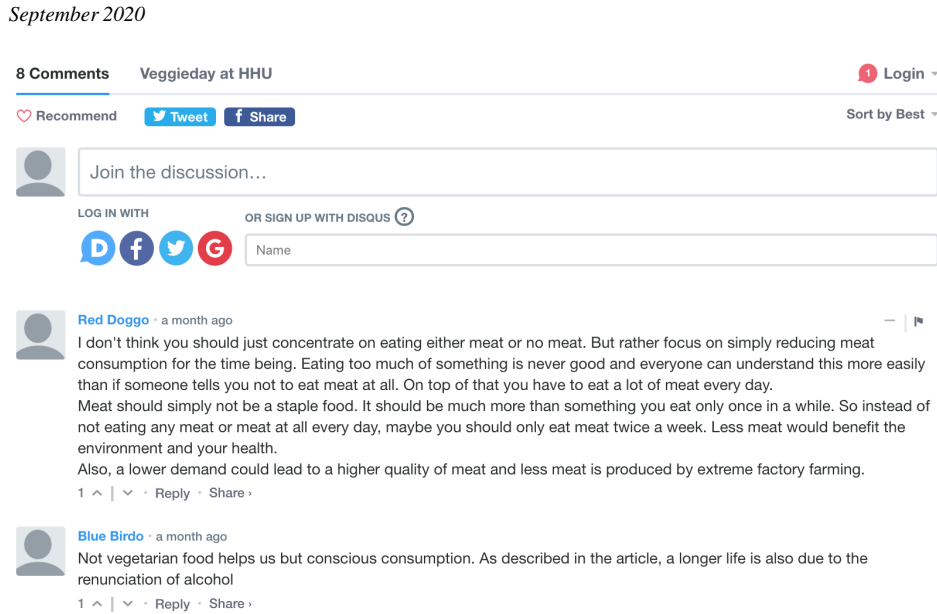 September 2020
8 Comments
Veggieday at HHU
1 Login
Recommend
Tweet
f Share
Sort by Best
Join the discussion…
LOG IN WITH
OR SIGN UP WITH DISQUS ?
D f G
Name
Red Doggo • a month ago
I don't think you should just concentrate on eating either meat or no meat. But rather focus on simply reducing meat
consumption for the time being. Eating too much of something is never good and everyone can understand this more easily
than if someone tells you not to eat meat at all. On top of that you have to eat a lot of meat every day.
Meat should simply not be a staple food. It should be much more than something you eat only once in a while. So instead of
not eating any meat or meat at all every day, maybe you should only eat meat twice a week. Less meat would benefit the
environment and your health.
Also, a lower demand could lead to a higher quality of meat and less meat is produced by extreme factory farming.
1 • Reply • Share ›
Blue Birdo • a month ago
Not vegetarian food helps us but conscious consumption. As described in the article, a longer life is also due to the
renunciation of alcohol
1 • Reply • Share ›